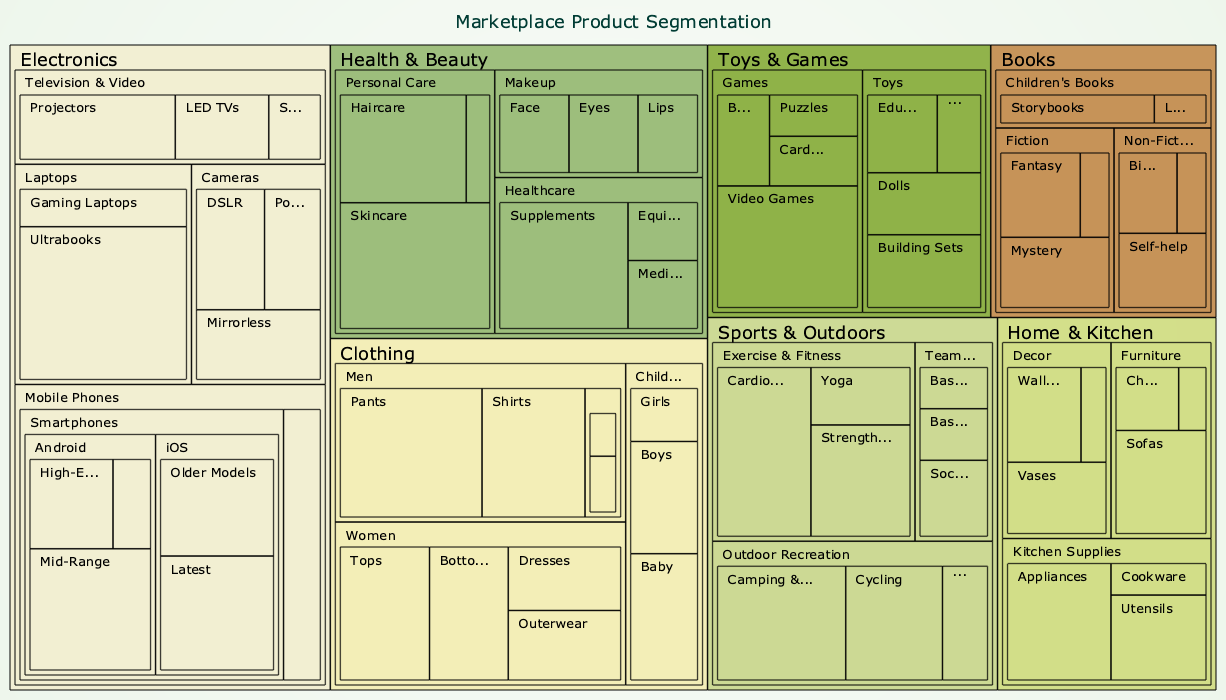 Marketplace Product Segmentation
Electronics
Television & Video
Projectors
LED TVs
S...
Laptops
Gaming Laptops
Ultrabooks
Cameras
DSLR
Po...
Mirrorless
Mobile Phones
Smartphones
Android
High-E...
Mid-Range
iOS
Older Models
Latest
Health & Beauty
Personal Care
Haircare
Skincare
Makeup
Face
Eyes
Lips
Healthcare
Supplements
Equi...
Medi...
Clothing
Men
Pants
Shirts
Women
Tops
Botto...
Dresses
Outerwear
Child...
Girls
Boys
Baby
Toys & Games
Games
B...
Puzzles
Card...
Video Games
Toys
Edu...
...
Dolls
Building Sets
Books
Children's Books
Storybooks
L...
Fiction
Fantasy
Mystery
Non-Fict...
Bi...
Self-help
Sports & Outdoors
Exercise & Fitness
Cardio...
Yoga
Strength...
Team...
Bas...
Bas...
Soc...
Outdoor Recreation
Camping &...
Cycling
...
Home & Kitchen
Decor
Wall...
Vases
Furniture
Ch...
Sofas
Kitchen Supplies
Appliances
Cookware
Utensils